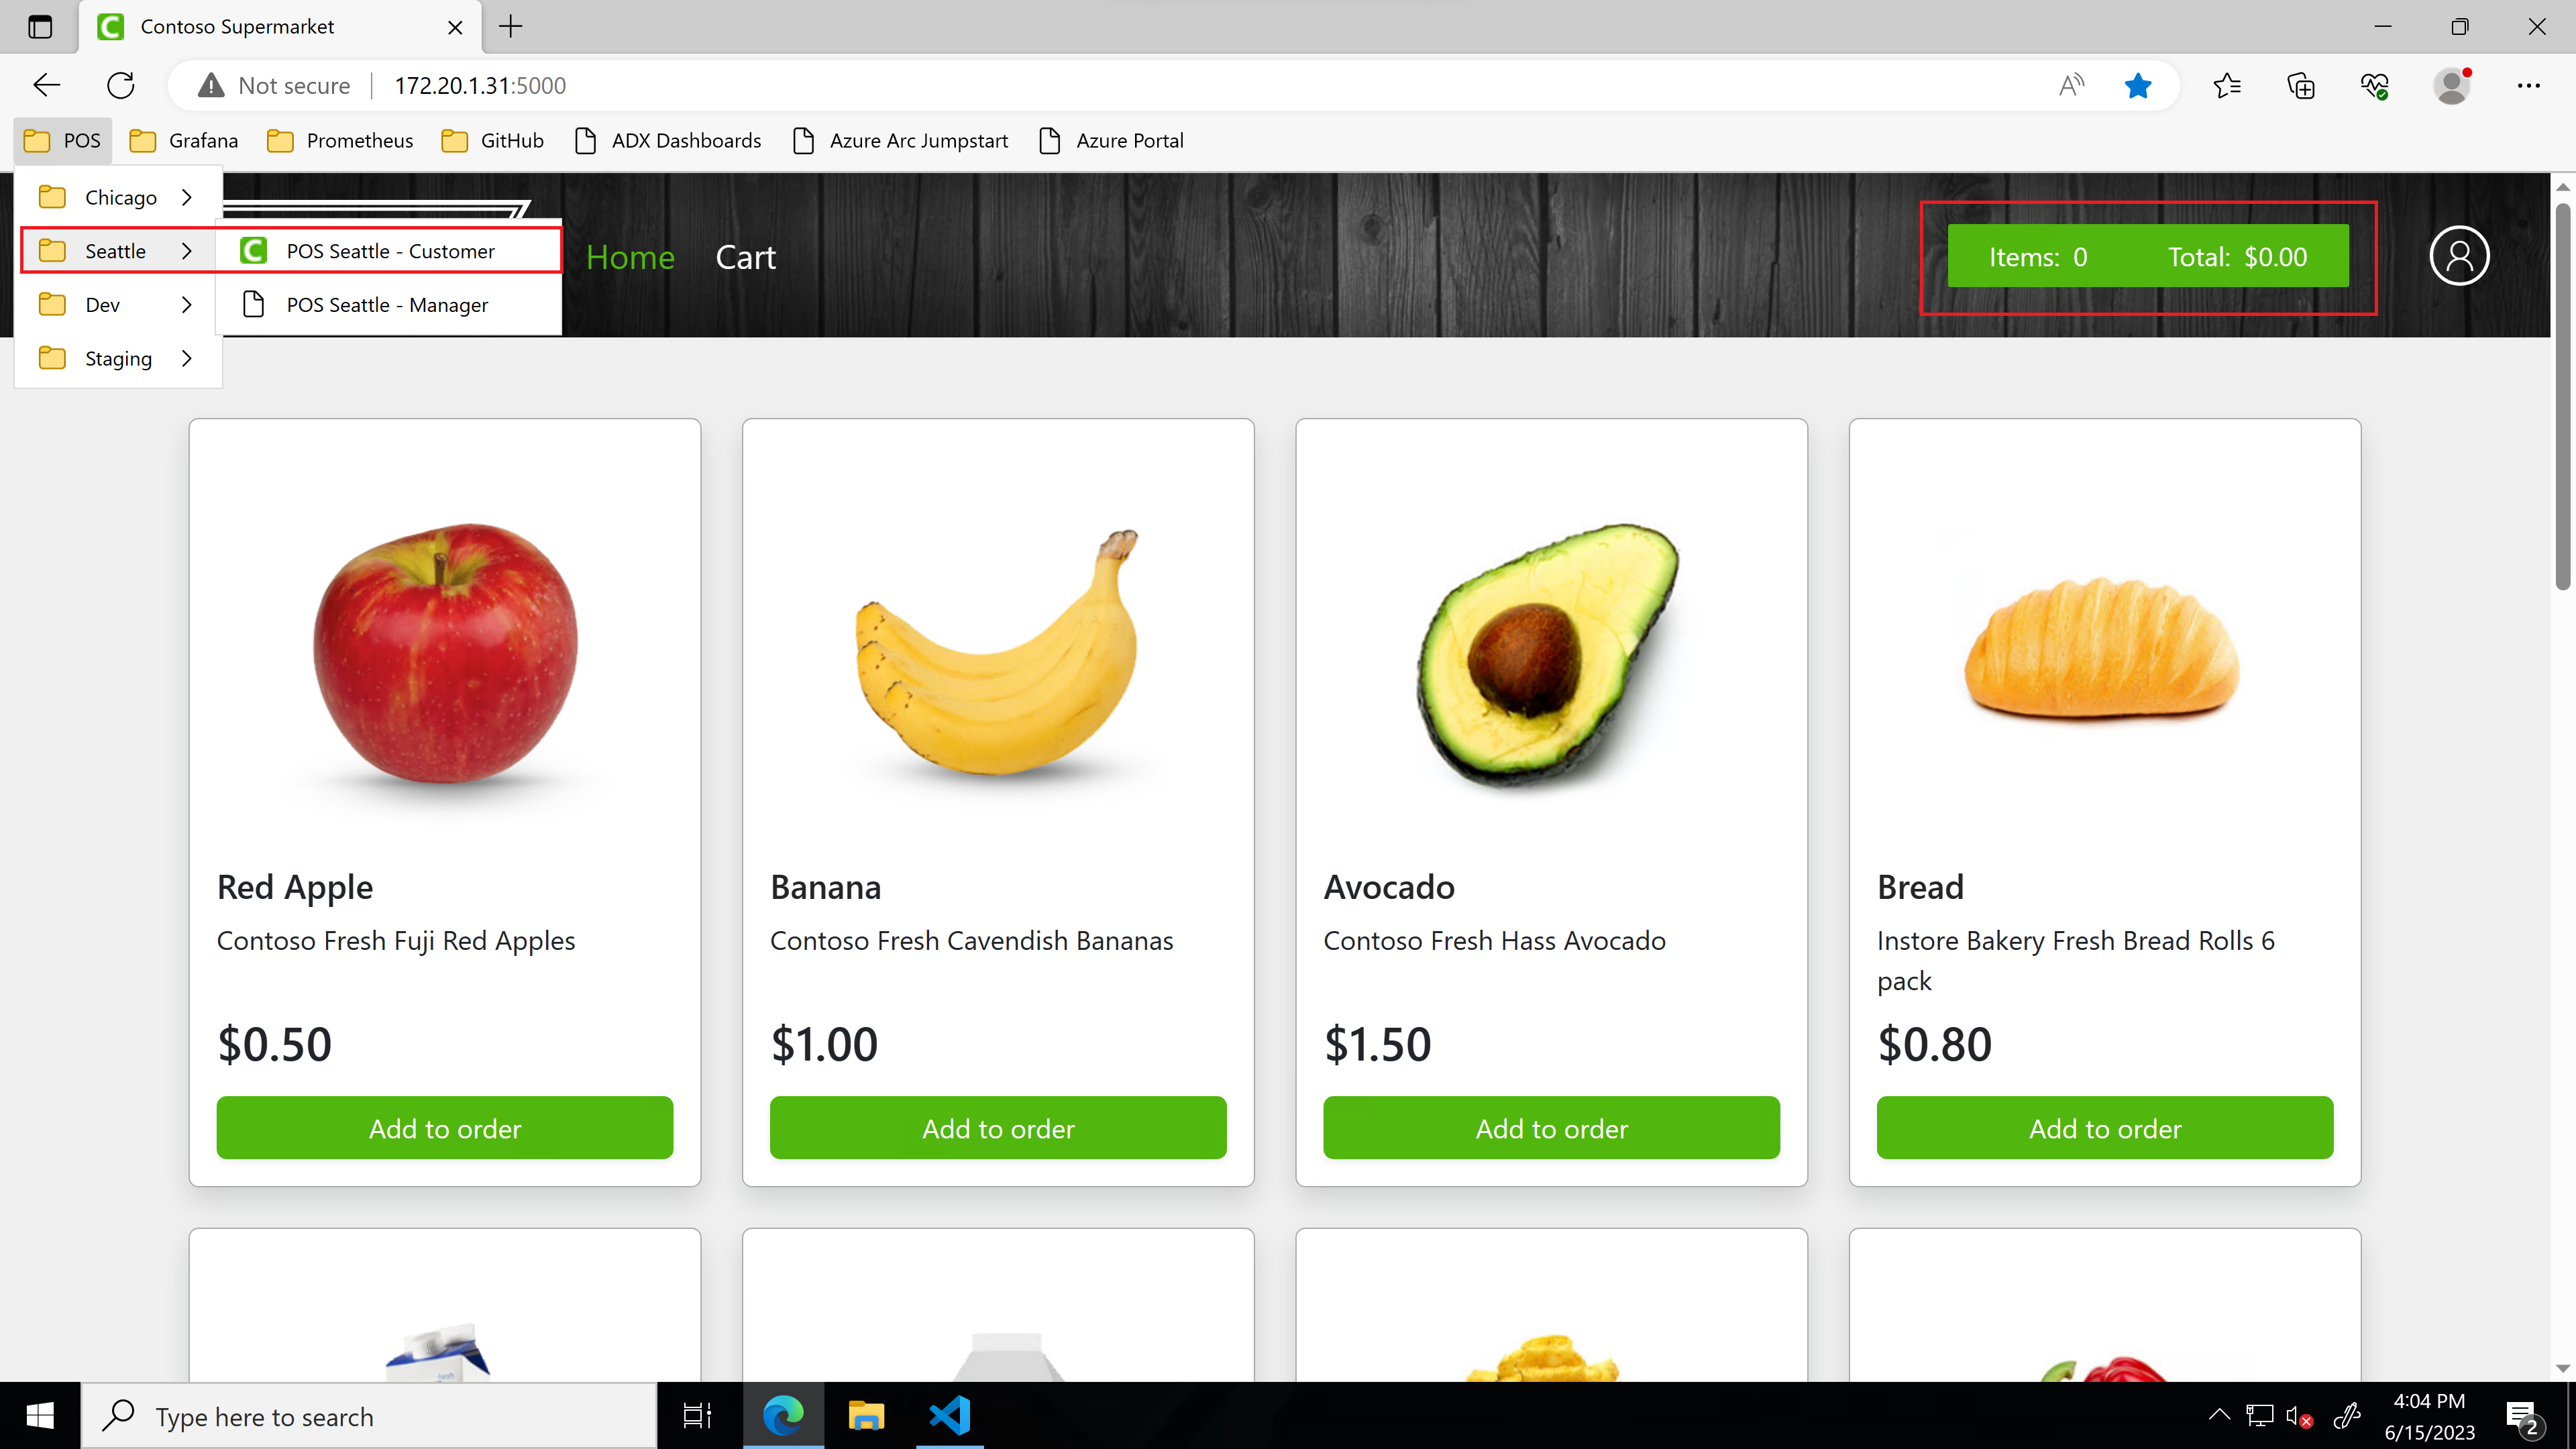 Contoso Supermarket
Not secure
172.20.1.31:5000
POS Grafana Prometheus GitHub ADX Dashboards Azure Arc Jumpstart Azure Portal
Chicago
Seattle
Dev
Staging
POS Seattle - Customer
POS Seattle - Manager
Home Cart
Items: 0 Total: $0.00
Red Apple
Contoso Fresh Fuji Red Apples
$0.50
Add to order
Banana
Contoso Fresh Cavendish Bananas
$1.00
Add to order
Avocado
Contoso Fresh Hass Avocado
$1.50
Add to order
Bread
Instore Bakery Fresh Bread Rolls 6
pack
$0.80
Add to order
Type here to search
4:04 PM
6/15/2023
2